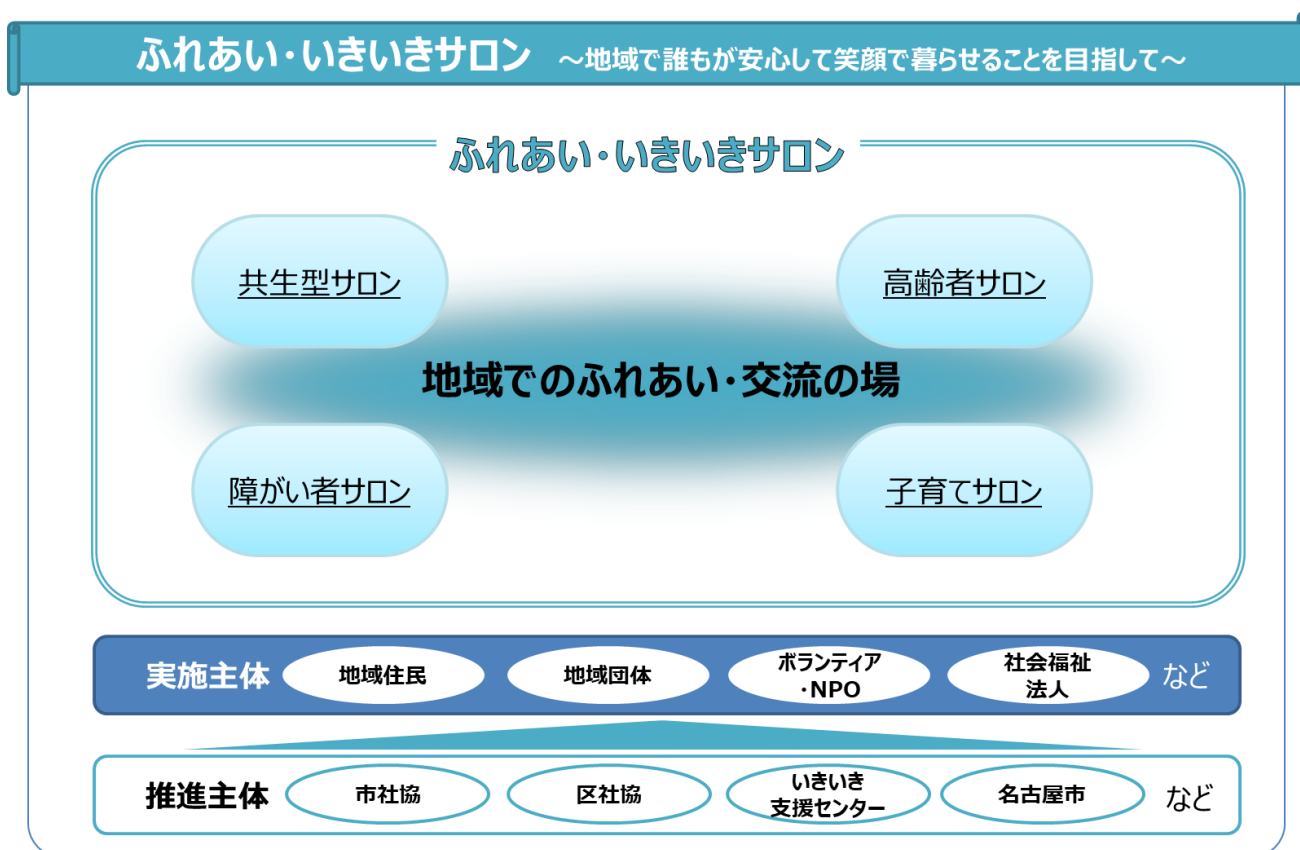 ふれあい・いきいきサロン ～地域で誰もが安心して笑顔で暮らせることを目指して～
ふれあい・いきいきサロン
共生型サロン
高齢者サロン
地域でのふれあい・交流の場
障がい者サロン
子育てサロン
実施主体
地域住民
地域団体
ボランティア
・NPO
社会福祉
法人
など
推進主体
市社協
区社協
いきいき
支援センター
名古屋市
など